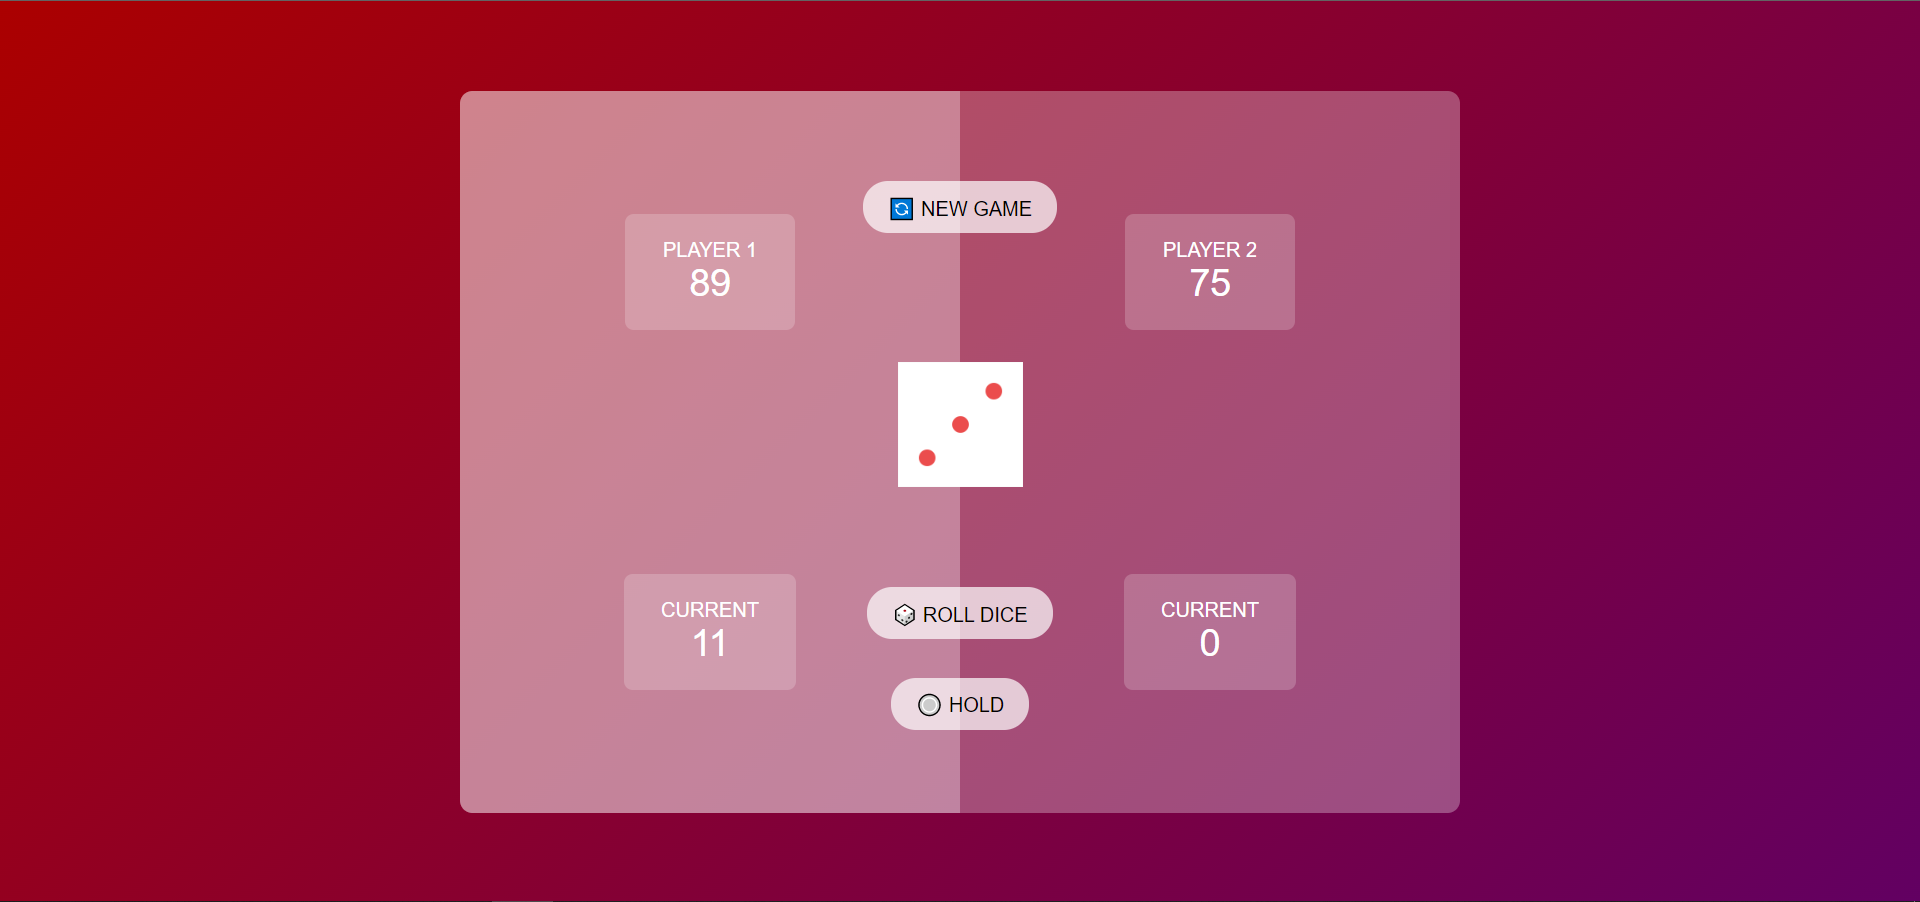 NEW GAME
PLAYER 1
89
PLAYER 2
75
CURRENT
11
ROLL DICE
CURRENT
0
HOLD